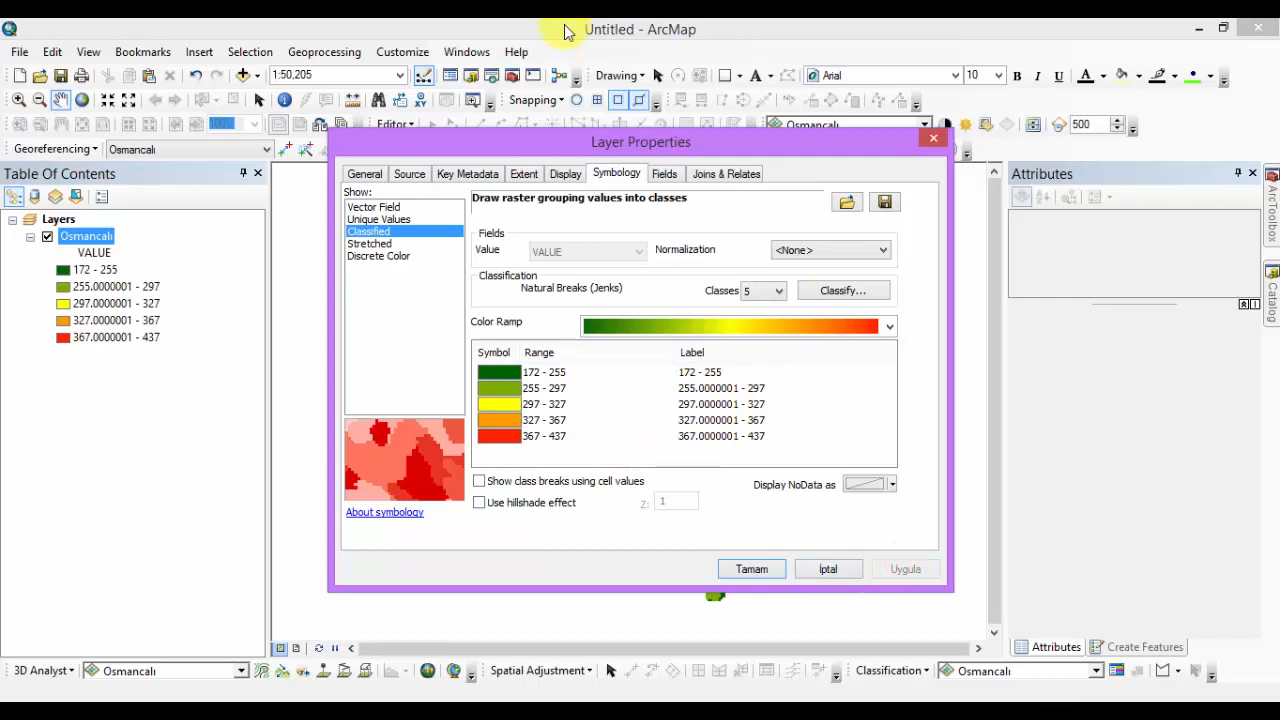 Untitled - ArcMap
File Edit View Bookmarks Insert Selection Geoprocessing Customize Windows Help
1:50,205 Drawing Arial 10 B I U A
Snapping
100% Editor Osmancalı 500
Georeferencing Osmancalı
Layer Properties
Table Of Contents
Attributes
General Source Key Metadata Extent Display Symbology Fields Joins & Relates
Show:
Vector Field
Unique Values
Classified
Stretched
Discrete Color
Draw raster grouping values into classes
Fields
Value VALUE Normalization <None>
Classification
Natural Breaks (Jenks) Classes 5 Classify...
Color Ramp
Symbol Range Label
172 - 255 172 - 255
255 - 297 255.0000001 - 297
297 - 327 297.0000001 - 327
327 - 367 327.0000001 - 367
367 - 437 367.0000001 - 437
Show class breaks using cell values
Display NoData as
Use hillshade effect Z: 1
About symbology
Tamam İptal Uygula
Layers
Osmancalı
VALUE
172 - 255
255.0000001 - 297
297.0000001 - 327
327.0000001 - 367
367.0000001 - 437
ArcToolbox
Catalog
Attributes Create Features
3D Analyst Osmancalı Spatial Adjustment Classification Osmancalı